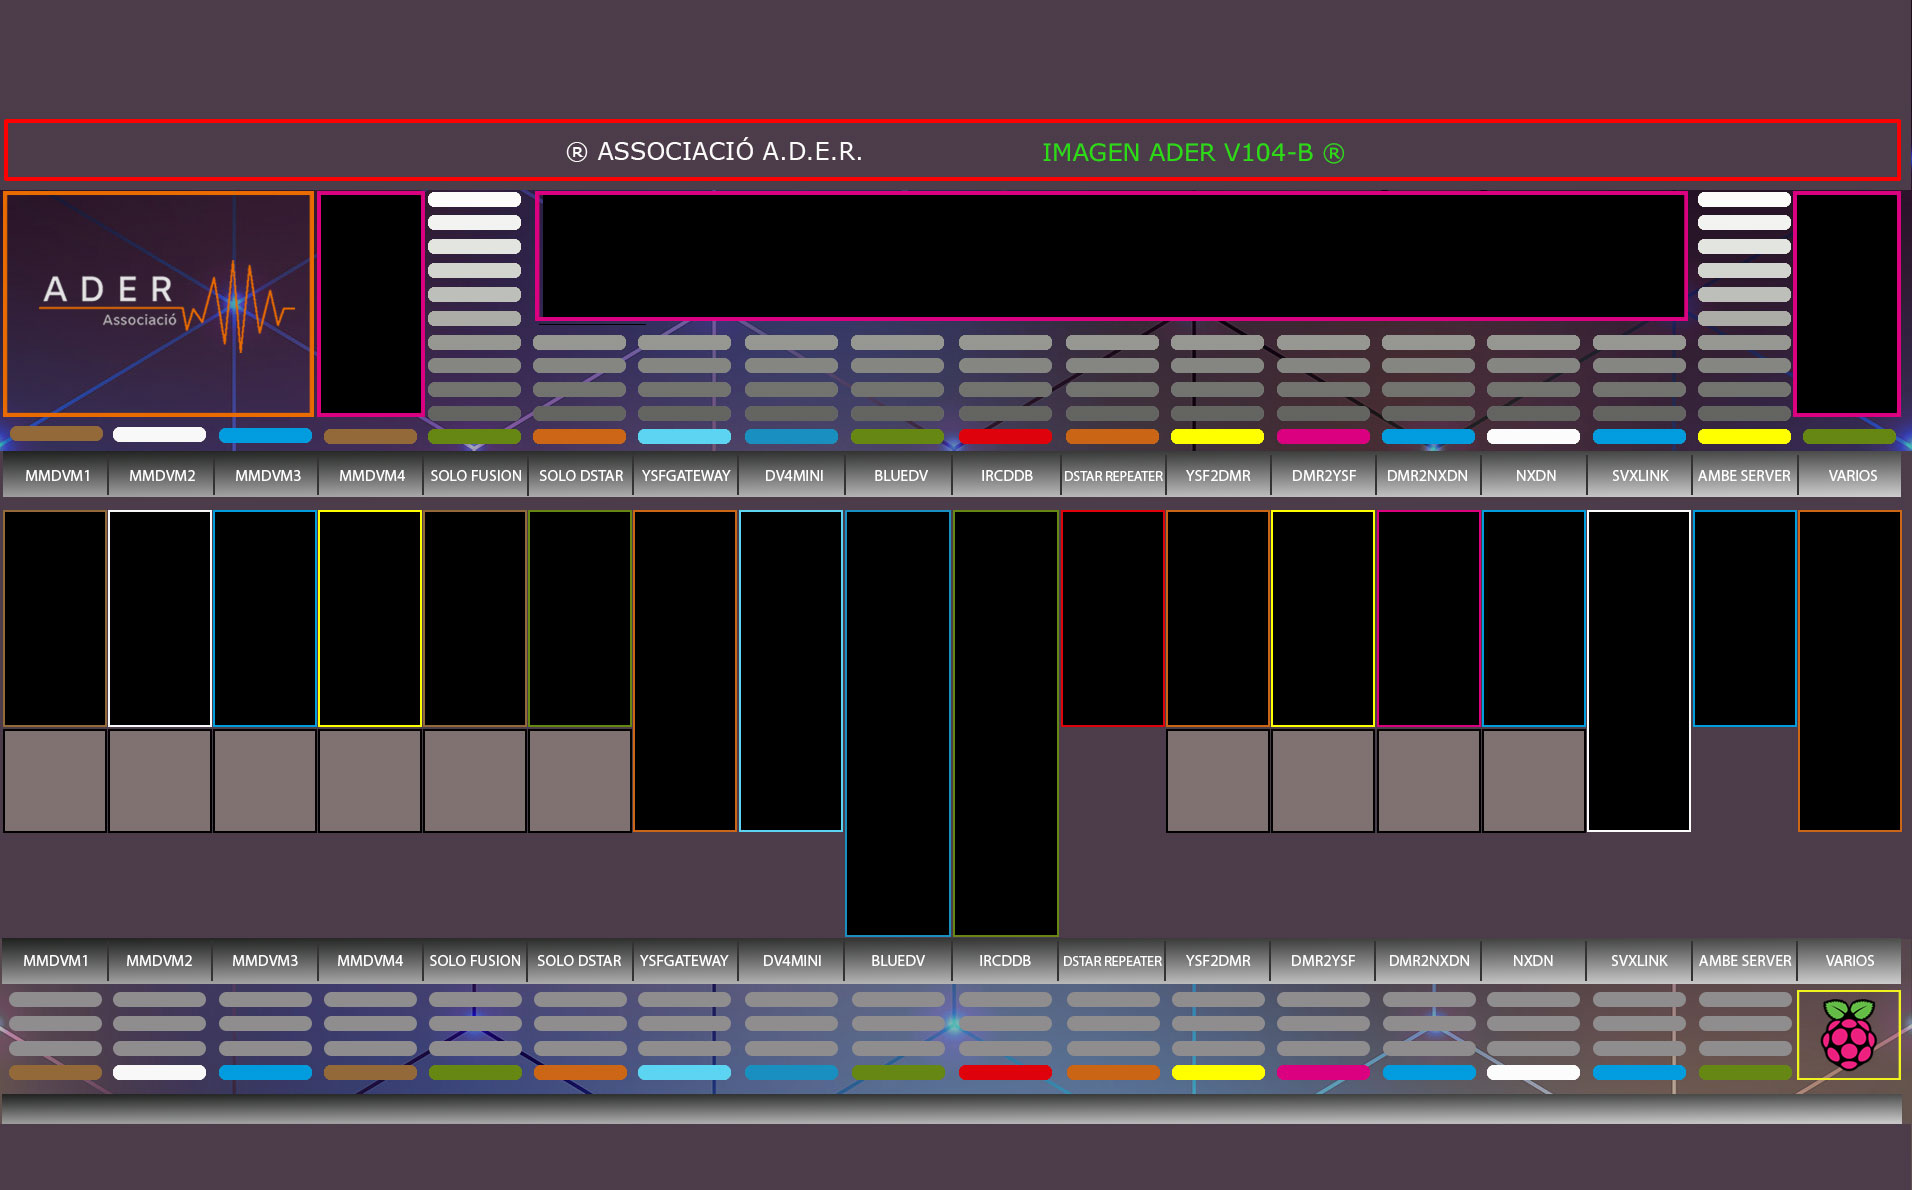 ® ASSOCIACIÓ A.D.E.R. IMAGEN ADER V104-B ®
ADER
Associació
MMDVM1 MMDVM2 MMDVM3 MMDVM4 SOLO FUSION SOLO DSTAR YSFGATEWAY DV4MINI BLUEDV IRCDDB DSTAR REPEATER YSF2DMR DMR2YSF DMR2NXDN NXDN SVXLINK AMBE SERVER VARIOS
MMDVM1 MMDVM2 MMDVM3 MMDVM4 SOLO FUSION SOLO DSTAR YSFGATEWAY DV4MINI BLUEDV IRCDDB DSTAR REPEATER YSF2DMR DMR2YSF DMR2NXDN NXDN SVXLINK AMBE SERVER VARIOS